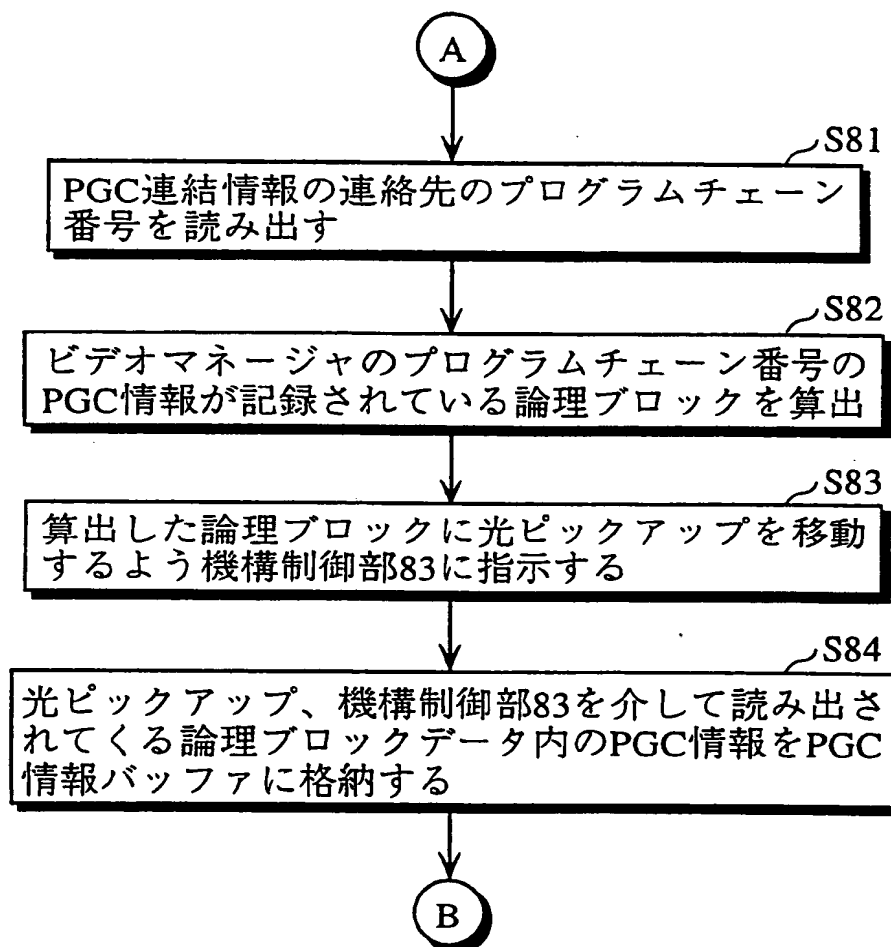 A
S81
PGC連結情報の連絡先のプログラムチェーン
番号を読み出す
S82
ビデオマネージャのプログラムチェーン番号の
PGC情報が記録されている論理ブロックを算出
S83
算出した論理ブロックに光ピックアップを移動
するよう機構制御部83に指示する
S84
光ピックアップ、機構制御部83を介して読み出さ
れてくる論理ブロックデータ内のPGC情報をPGC
情報バッファに格納する
B